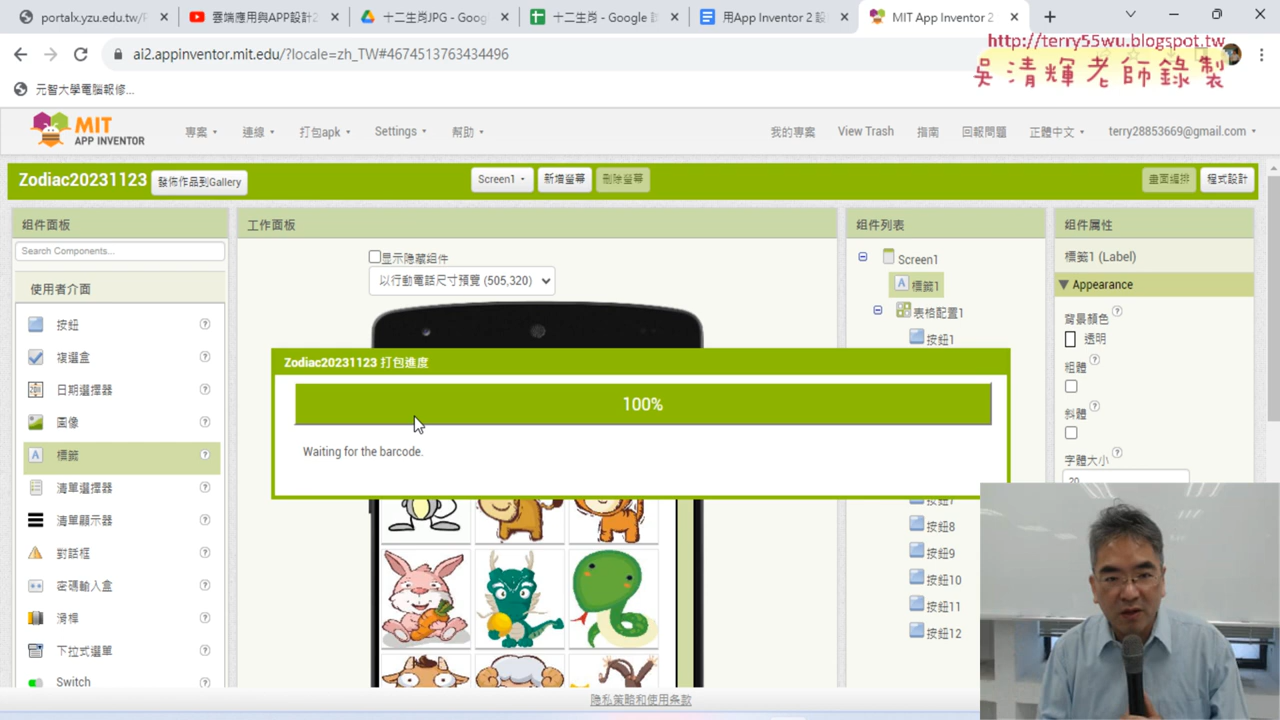 portalx.yzu.edu.tw/P
雲端應用與APP設計2
十二生肖JPG - Goog
十二生肖 - Google 試
用App Inventor 2 設
MIT App Inventor 2
ai2.appinventor.mit.edu/?locale=zh_TW#4674513763434496
http://terry55wu.blogspot.tw
吳清輝老師錄製
元智大學電腦報修...
MIT
APP INVENTOR
專案
連線
打包apk
Settings
幫助
我的專案
View Trash
指南
回報問題
正體中文
terry28853669@gmail.com
Zodiac20231123
發佈作品到Gallery
Screen1
新增螢幕
刪除螢幕
畫面編排
程式設計
組件面板
工作面板
組件列表
組件屬性
Search Components...
显示隐藏组件
以行動電話尺寸預覽 (505,320)
使用者介面
按鈕
複選盒
日期選擇器
圖像
標籤
清單選擇器
清單顯示器
對話框
密碼輸入盒
滑桿
下拉式選單
Switch
Zodiac20231123 打包進度
100%
Waiting for the barcode.
Screen1
標籤1
表格配置1
按鈕1
按鈕7
按鈕8
按鈕9
按鈕10
按鈕11
按鈕12
標籤1 (Label)
Appearance
背景顏色
透明
粗體
斜體
字體大小
20
隐私策略和使用条款